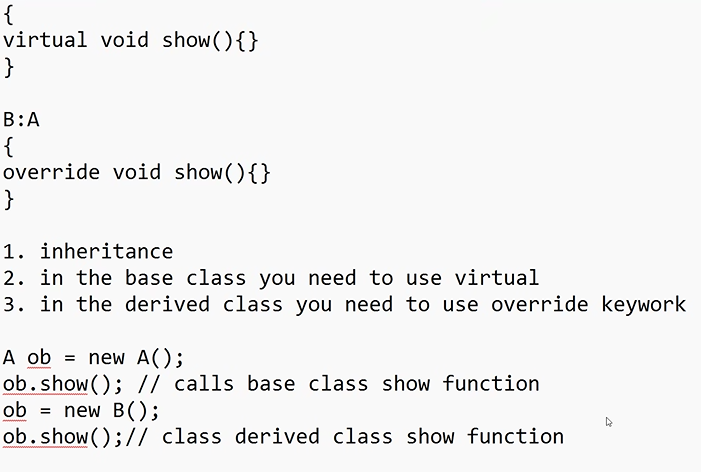 {
virtual void show(){}
}
B:A
{
override void show(){}
}
1. inheritance
2. in the base class you need to use virtual
3. in the derived class you need to use override keywork
A ob = new A();
ob.show(); // calls base class show function
ob = new B();
ob.show();// class derived class show function